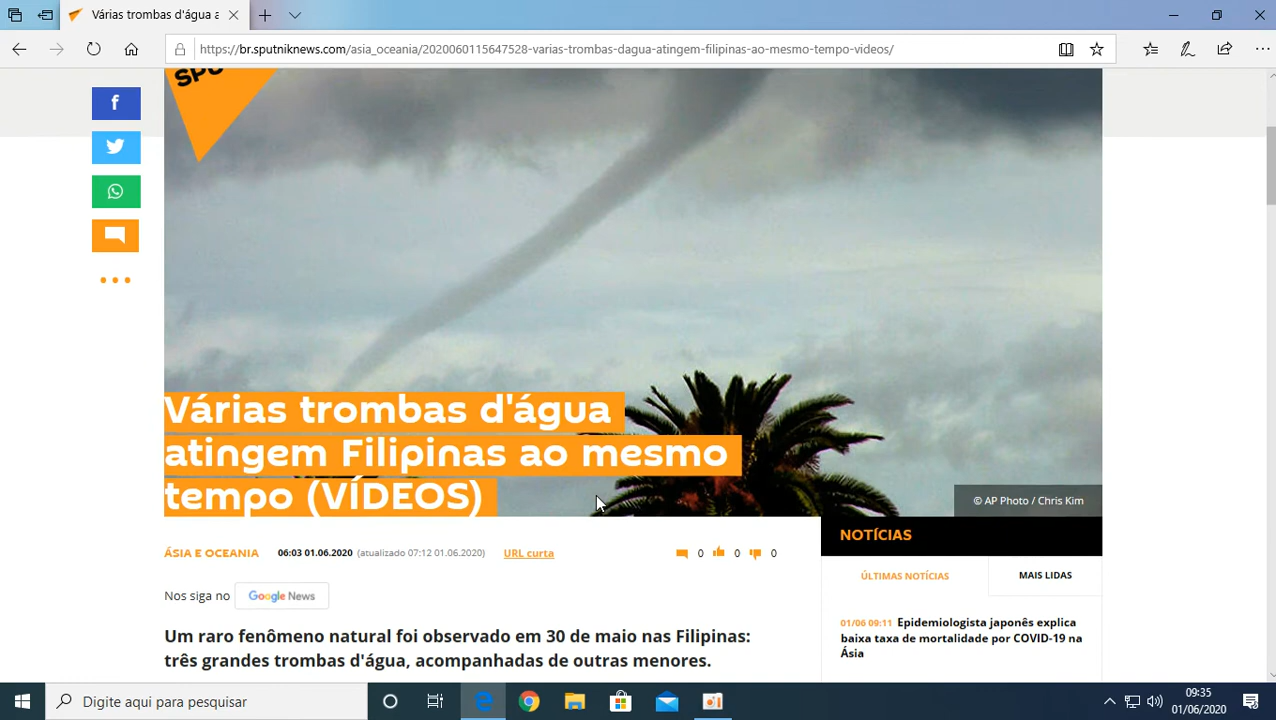 Várias trombas d'água a
https://br.sputniknews.com/asia_oceania/2020060115647528-varias-trombas-dagua-atingem-filipinas-ao-mesmo-tempo-videos/
SPU
f
Várias trombas d'água
atingem Filipinas ao mesmo
tempo (VÍDEOS)
© AP Photo / Chris Kim
ÁSIA E OCEANIA 06:03 01.06.2020 (atualizado 07:12 01.06.2020) URL curta 0 0 0
NOTÍCIAS
ÚLTIMAS NOTÍCIAS MAIS LIDAS
Nos siga no Google News
01/06 09:11 Epidemiologista japonês explica
baixa taxa de mortalidade por COVID-19 na
Ásia
Um raro fenômeno natural foi observado em 30 de maio nas Filipinas:
três grandes trombas d'água, acompanhadas de outras menores.
Digite aqui para pesquisar
09:35
01/06/2020